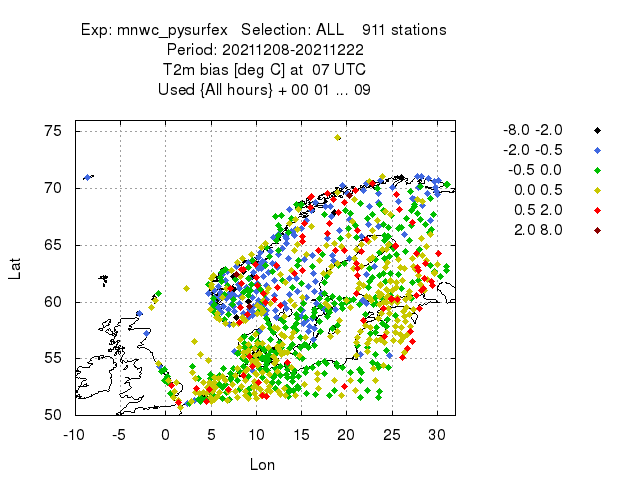 Exp: mnwc_pysurfex   Selection: ALL    911 stations
Period: 20211208-20211222
T2m bias [deg C] at  07 UTC
Used {All hours} + 00 01 ... 09
75
70
65
60
55
50
-10 -5 0 5 10 15 20 25 30
Lat
Lon
-8.0 -2.0
-2.0 -0.5
-0.5 0.0
0.0 0.5
0.5 2.0
2.0 8.0